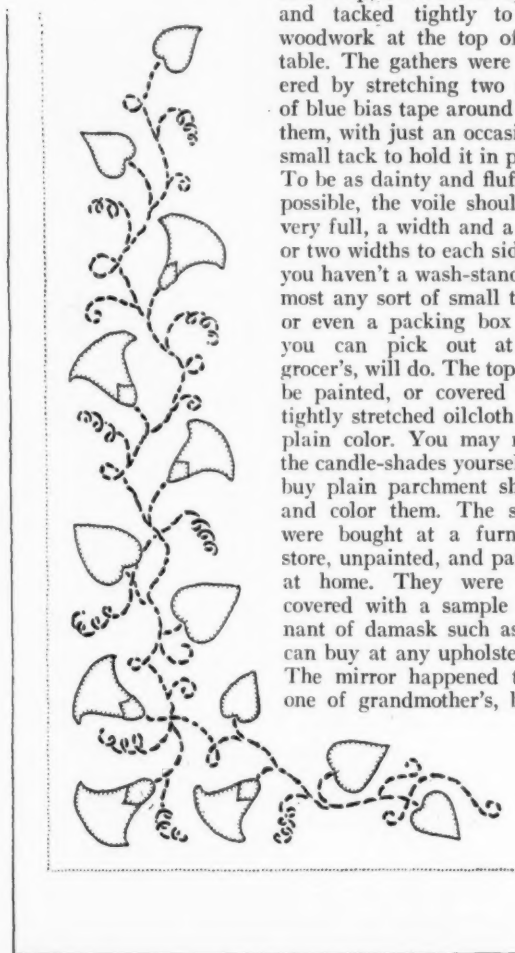 and tacked tightly to
woodwork at the top of
table. The gathers were
ered by stretching two
of blue bias tape around
them, with just an occasi
small tack to hold it in p
To be as dainty and fluf
possible, the voile shoul
very full, a width and a
or two widths to each sid
you haven't a wash-stand
most any sort of small t
or even a packing box
you can pick out at
grocer's, will do. The top
be painted, or covered
tightly stretched oilcloth
plain color. You may r
the candle-shades yoursel
buy plain parchment sh
and color them. The s
were bought at a furn
store, unpainted, and pa
at home. They were
covered with a sample
nant of damask such as
can buy at any upholste
The mirror happened t
one of grandmother's, b